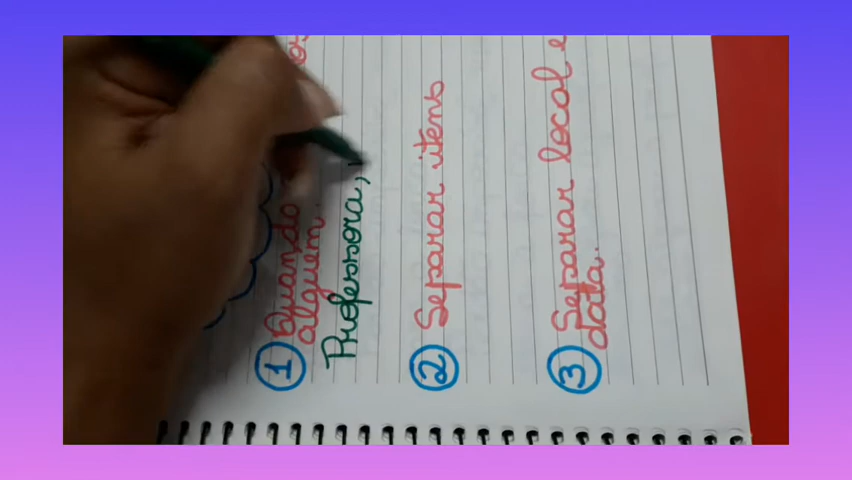 1 Quando
alguém.
Professora,
2 Separar itens
3 Separar local e
data.